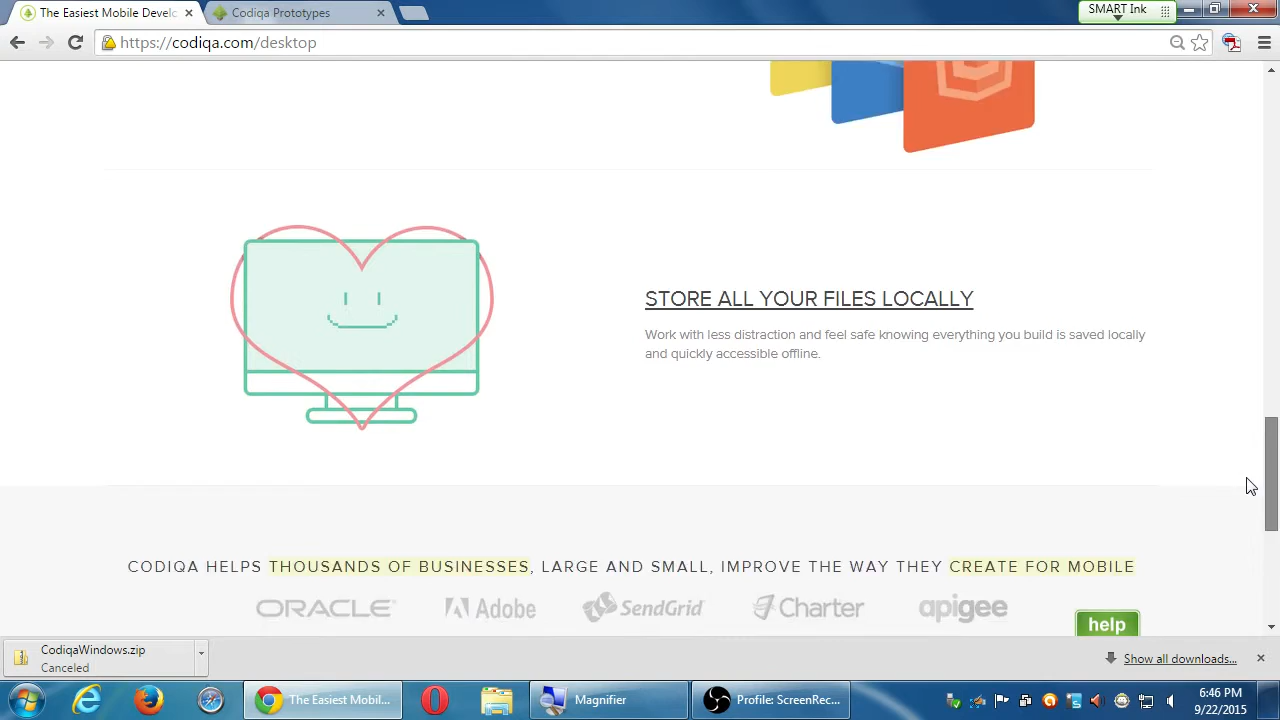 The Easiest Mobile Develc
Codiqa Prototypes
SMART Ink
https://codiqa.com/desktop
STORE ALL YOUR FILES LOCALLY
Work with less distraction and feel safe knowing everything you build is saved locally
and quickly accessible offline.
CODIQA HELPS THOUSANDS OF BUSINESSES, LARGE AND SMALL, IMPROVE THE WAY THEY CREATE FOR MOBILE
ORACLE Adobe SendGrid Charter apigee
help
CodiqaWindows.zip
Canceled
Show all downloads...
The Easiest Mobil...
Magnifier
Profile: ScreenRec...
6:46 PM
9/22/2015